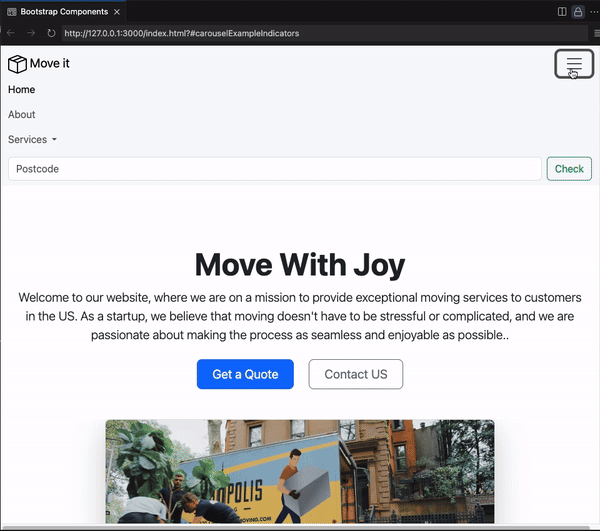 Bootstrap Components
http://127.0.0.1:3000/index.html?#carouselExampleIndicators
Move it
Home
About
Services
Postcode
Check
Move With Joy
Welcome to our website, where we are on a mission to provide exceptional moving services to customers
in the US. As a startup, we believe that moving doesn't have to be stressful or complicated, and we are
passionate about making the process as seamless and enjoyable as possible..
Get a Quote
Contact US
OPOLIS
MOVING.COM